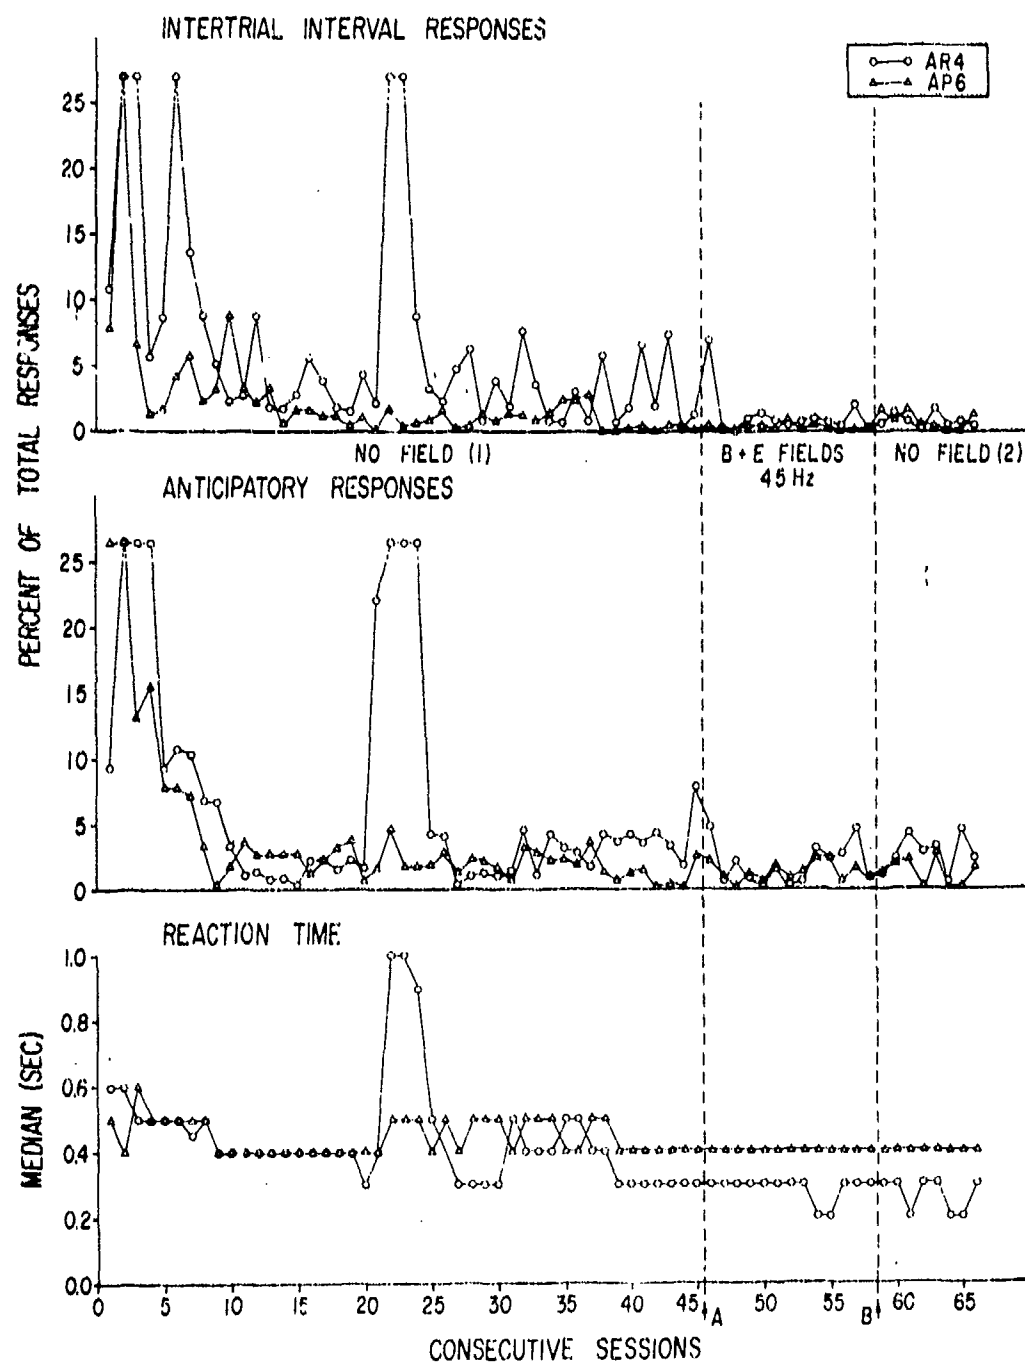 INTERTRIAL INTERVAL RESPONSES
AR4
AP6
25
20
15
10
5
0
NO FIELD (1)
B + E FIELDS
45 Hz
NO FIELD (2)
ANTICIPATORY RESPONSES
PERCENT OF TOTAL RESPONSES
25
20
15
10
5
0
REACTION TIME
MEDIAN (SEC)
1.0
0.8
0.6
0.4
0.2
0.0
0 5 10 15 20 25 30 35 40 45 50 55 60 65
A B
CONSECUTIVE SESSIONS